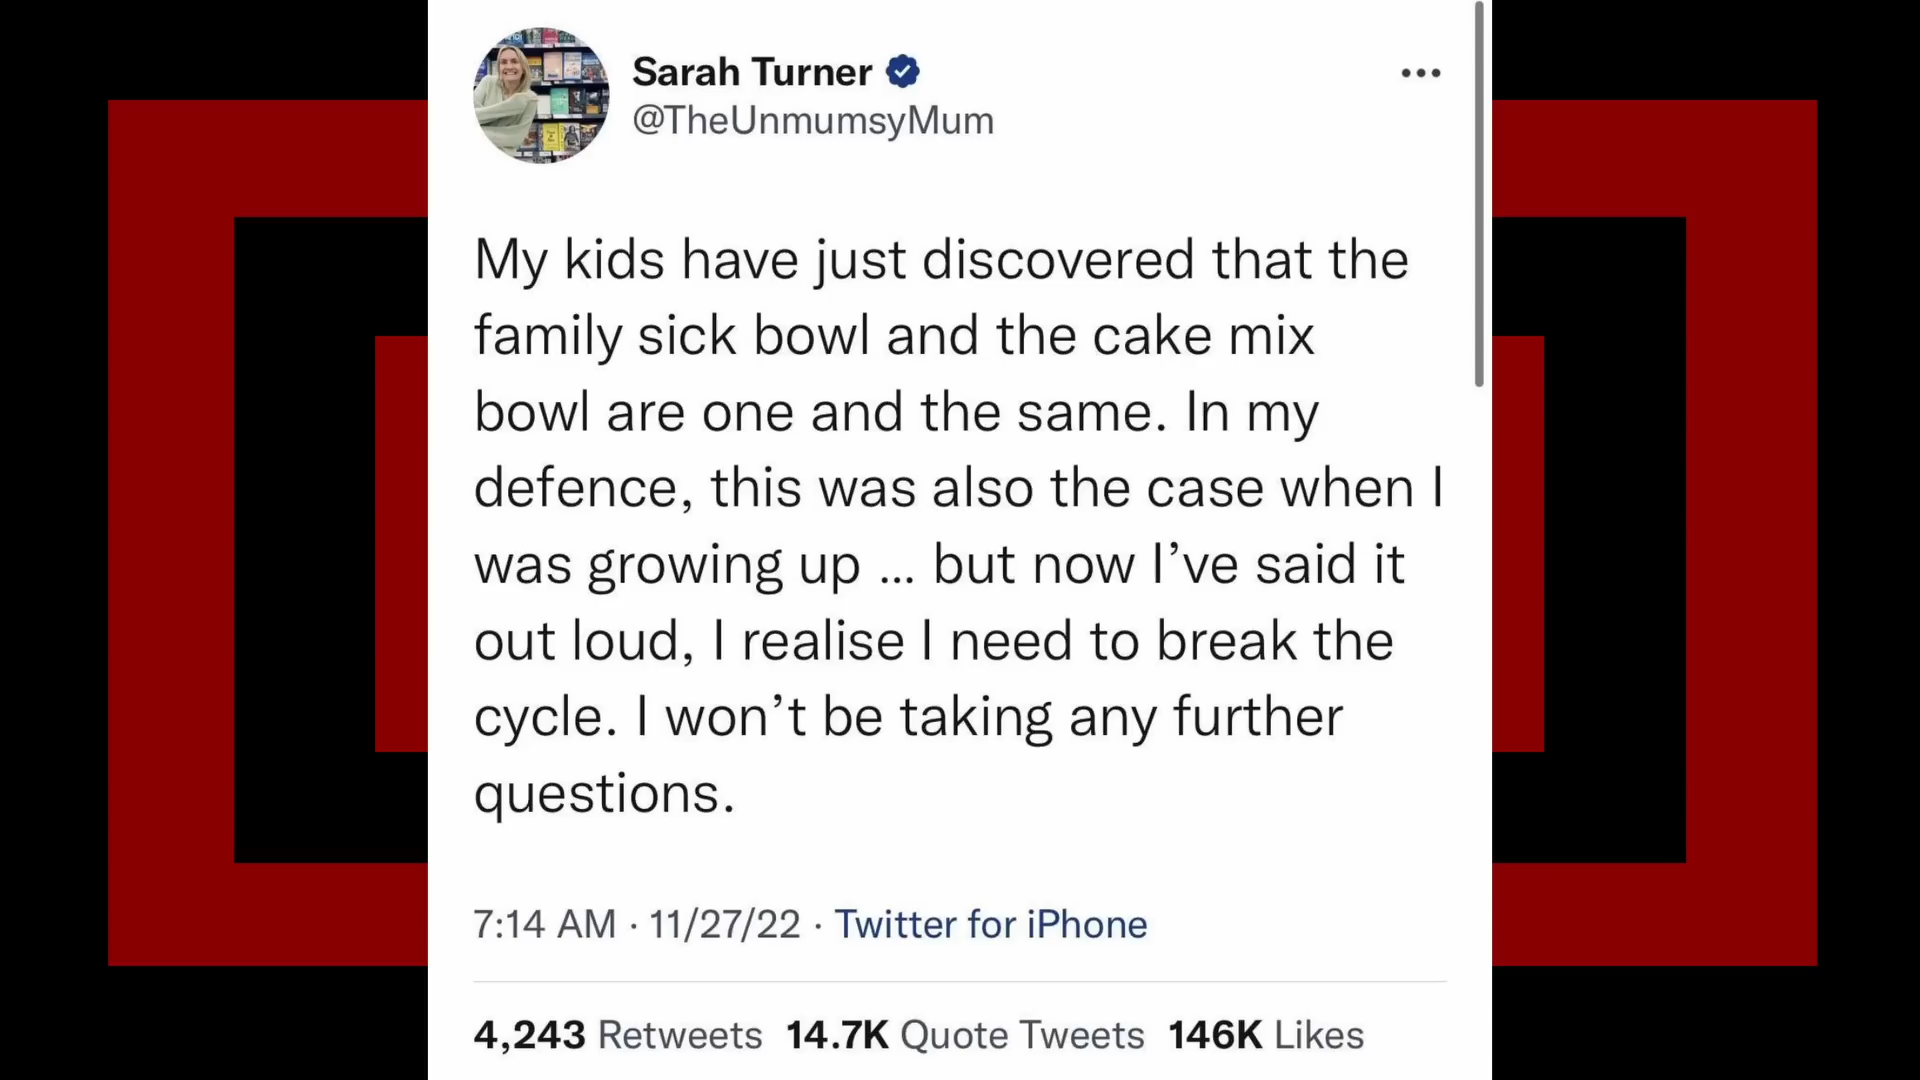 Sarah Turner
@TheUnmumsyMum
My kids have just discovered that the
family sick bowl and the cake mix
bowl are one and the same. In my
defence, this was also the case when I
was growing up ... but now I’ve said it
out loud, I realise I need to break the
cycle. I won’t be taking any further
questions.
7:14 AM · 11/27/22 · Twitter for iPhone
4,243 Retweets 14.7K Quote Tweets 146K Likes